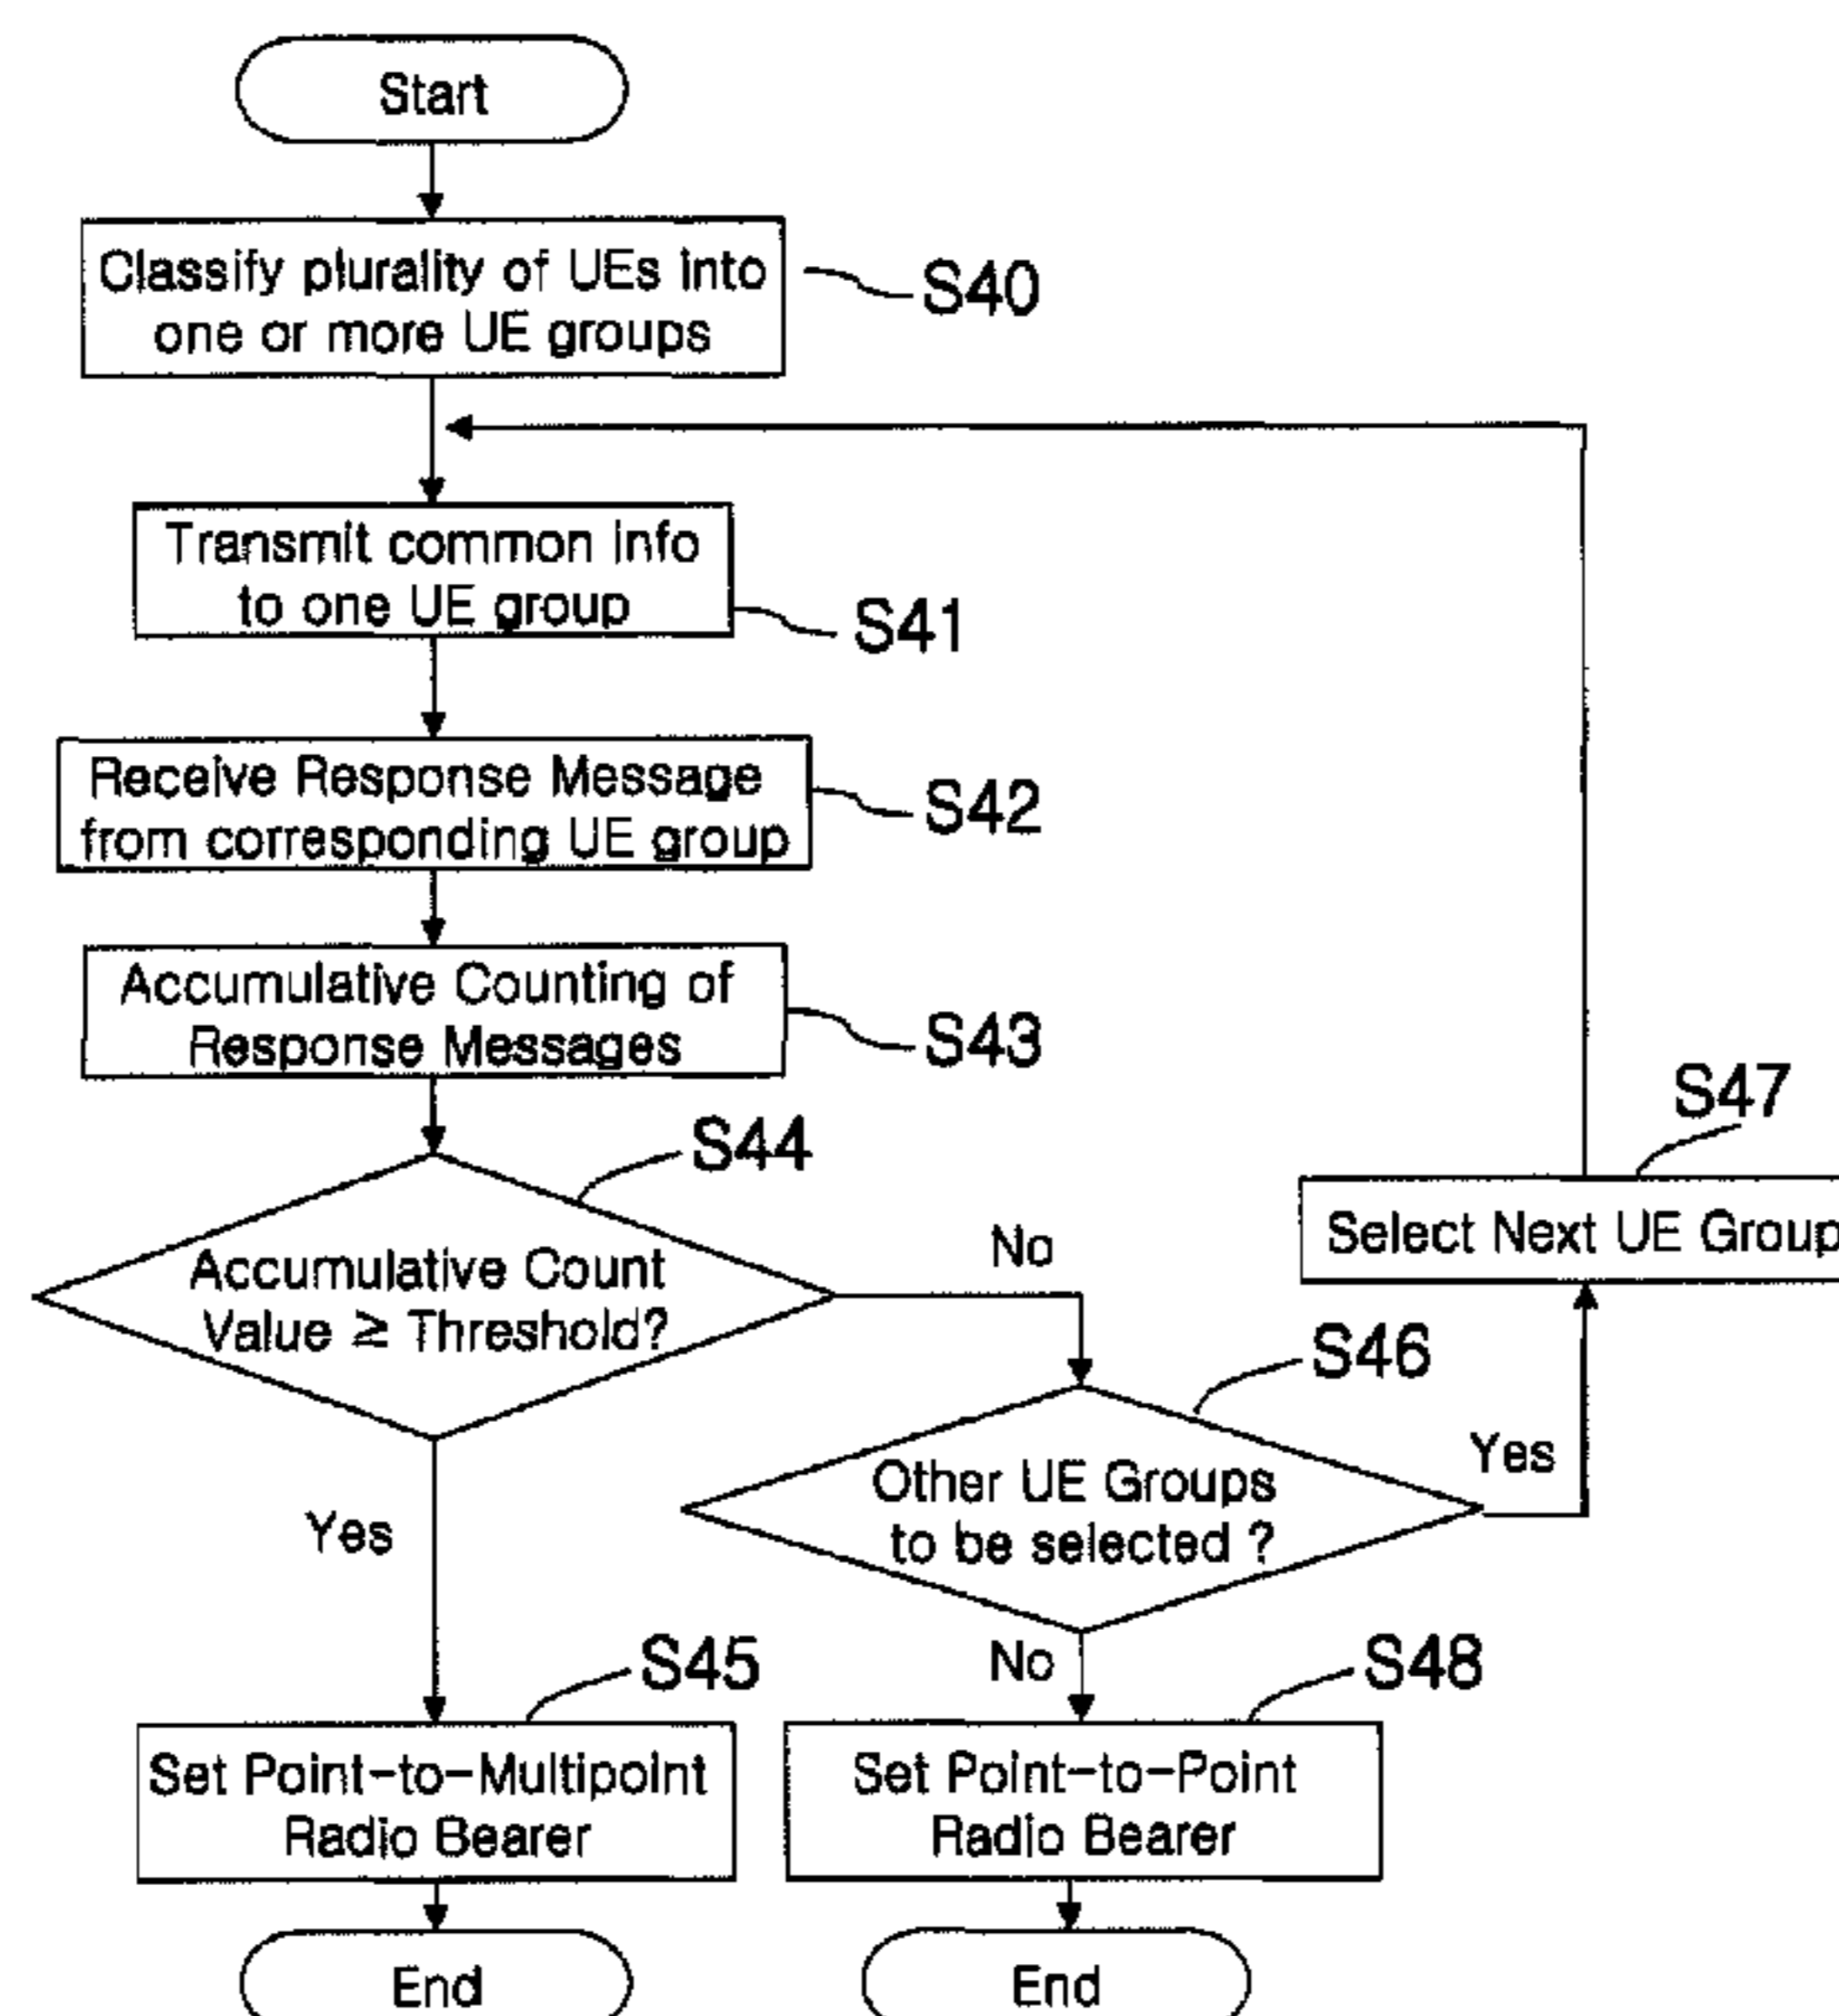 Start
Classify plurality of UEs into
one or more UE groups
S40
Transmit common info
to one UE group
S41
Receive Response Message
from corresponding UE group
S42
Accumulative Counting of
Response Messages
S43
S44
Accumulative Count
Value ≥ Threshold?
No
S47
Select Next UE Group
S46
Other UE Groups
to be selected ?
Yes
Yes
No
S45
Set Point-to-Multipoint
Radio Bearer
S48
Set Point-to-Point
Radio Bearer
End
End